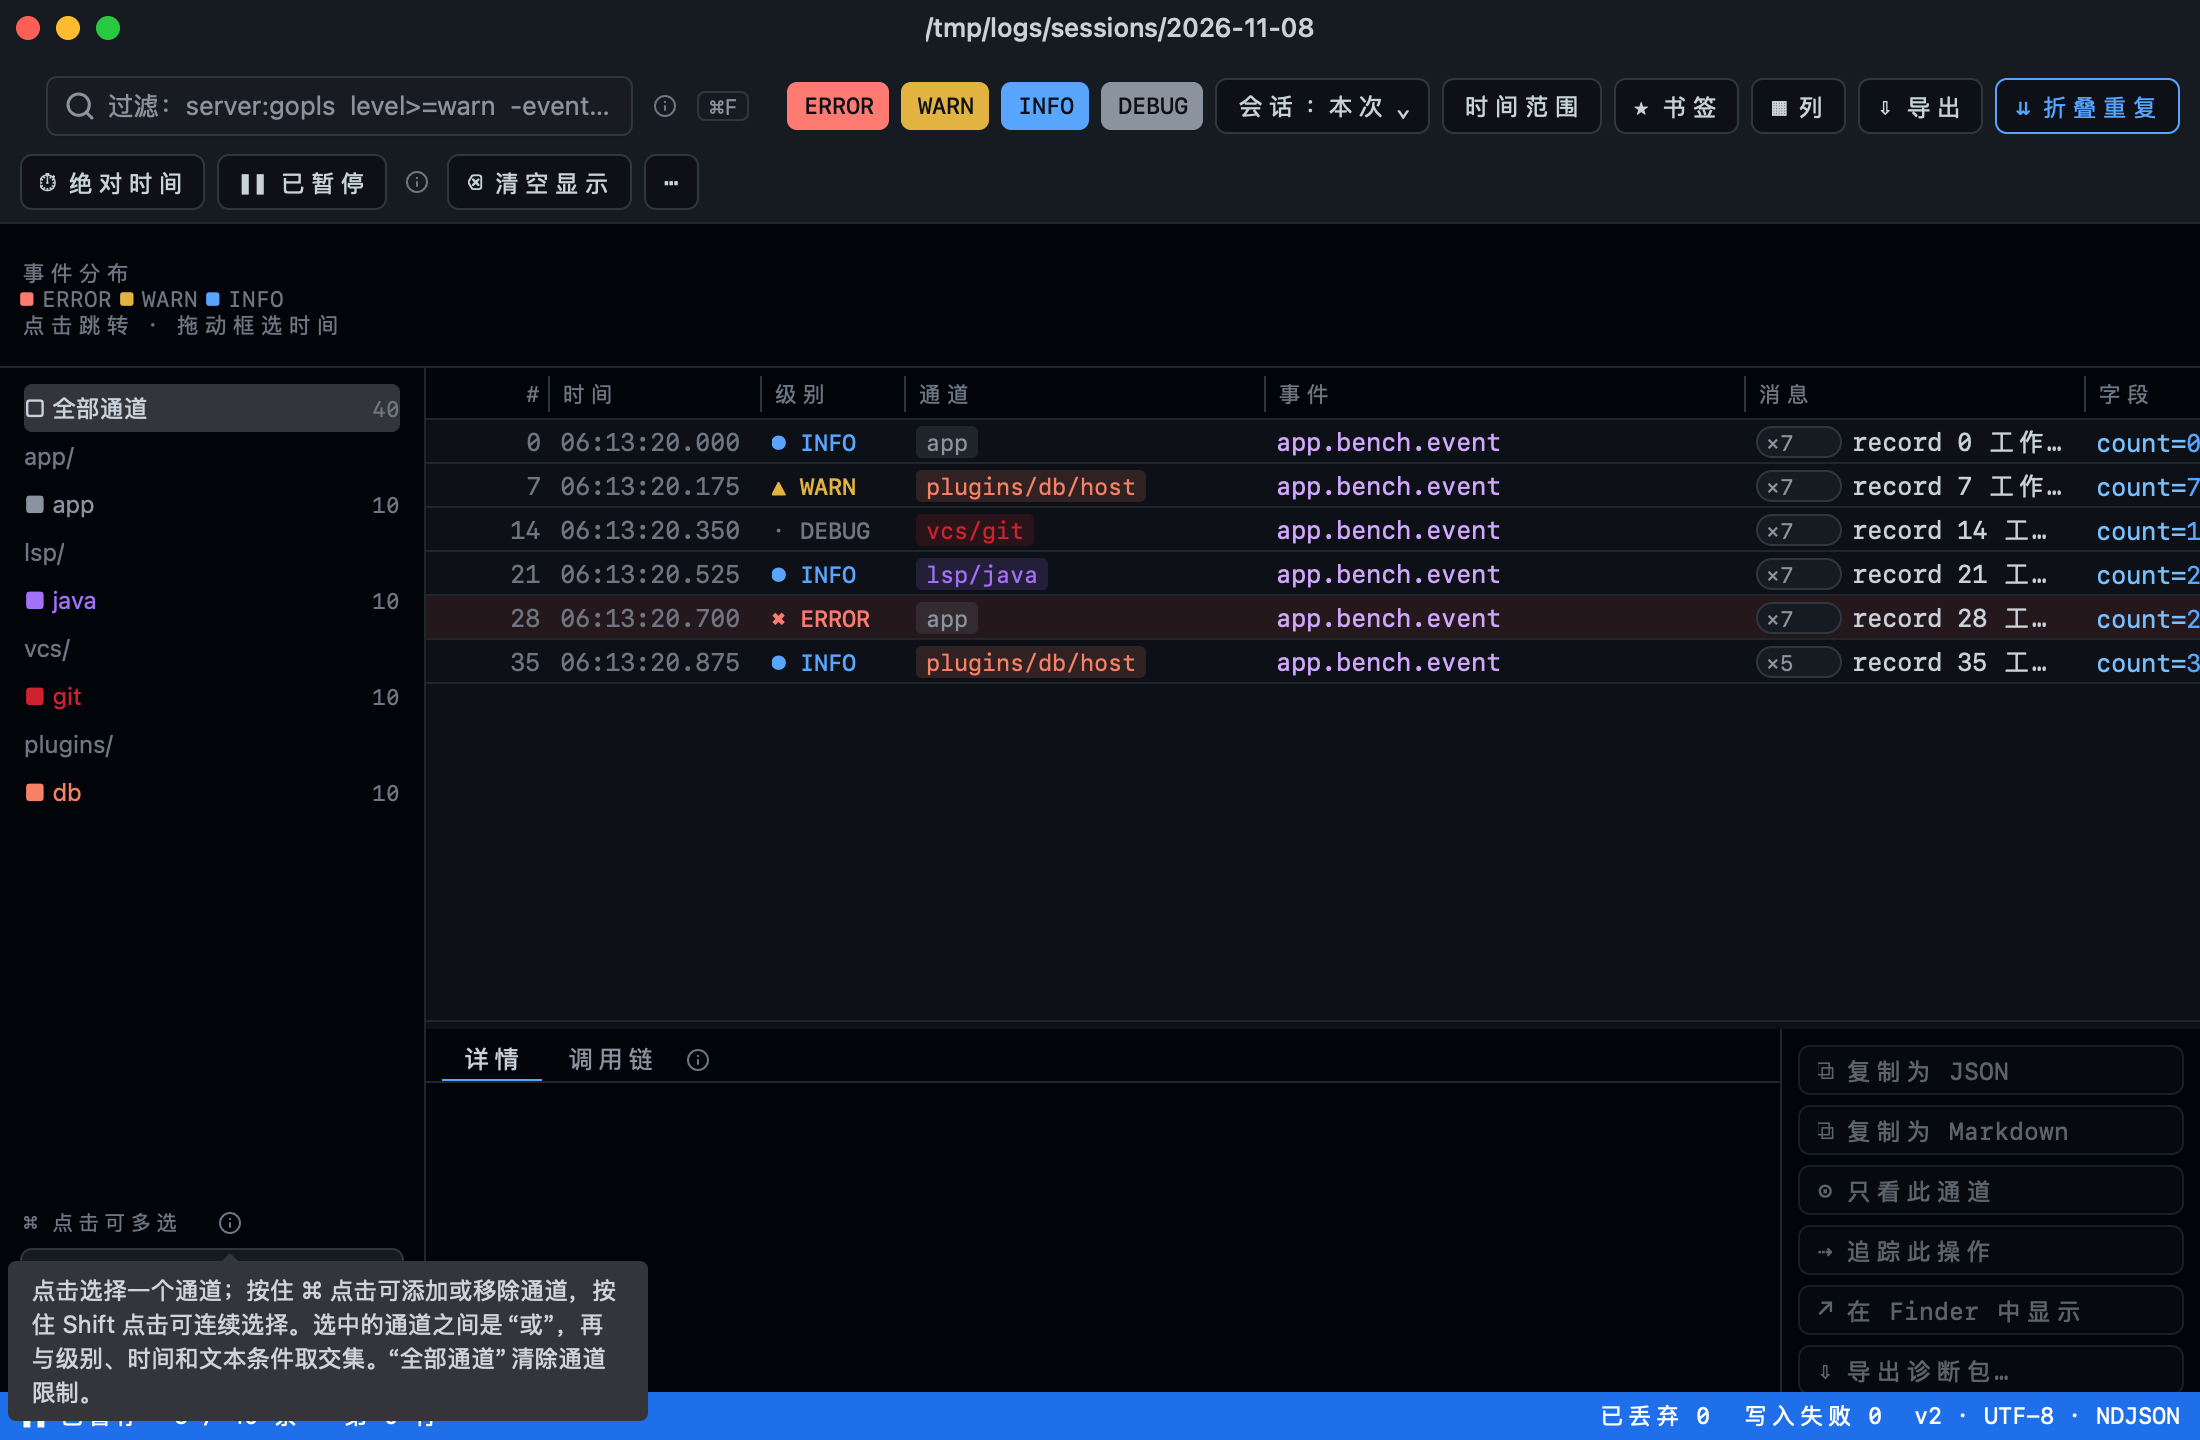 /tmp/logs/sessions/2026-11-08
过滤：server:gopls level>=warn -event...
⌘F
ERROR
WARN
INFO
DEBUG
会话：本次
时间范围
★ 书签
▦ 列
⇩ 导出
⇊ 折叠重复
⏱ 绝对时间
❚❚ 已暂停
⌫ 清空显示
⋯
事件分布
ERROR WARN INFO
点击跳转 · 拖动框选时间
全部通道 40
app/
app 10
lsp/
java 10
vcs/
git 10
plugins/
db 10
⌘ 点击可多选
点击选择一个通道；按住 ⌘ 点击可添加或移除通道，按
住 Shift 点击可连续选择。选中的通道之间是“或”，再
与级别、时间和文本条件取交集。“全部通道”清除通道
限制。
# 时间 级别 通道 事件 消息 字段
0 06:13:20.000 ● INFO app app.bench.event ×7 record 0 工作… count=0
7 06:13:20.175 ▲ WARN plugins/db/host app.bench.event ×7 record 7 工作… count=7
14 06:13:20.350 · DEBUG vcs/git app.bench.event ×7 record 14 工… count=1
21 06:13:20.525 ● INFO lsp/java app.bench.event ×7 record 21 工… count=2
28 06:13:20.700 ✖ ERROR app app.bench.event ×7 record 28 工… count=2
35 06:13:20.875 ● INFO plugins/db/host app.bench.event ×5 record 35 工… count=3
详情
调用链
复制为 JSON
复制为 Markdown
只看此通道
⇢ 追踪此操作
↗ 在 Finder 中显示
⇩ 导出诊断包…
已丢弃 0 写入失败 0 v2 · UTF-8 · NDJSON